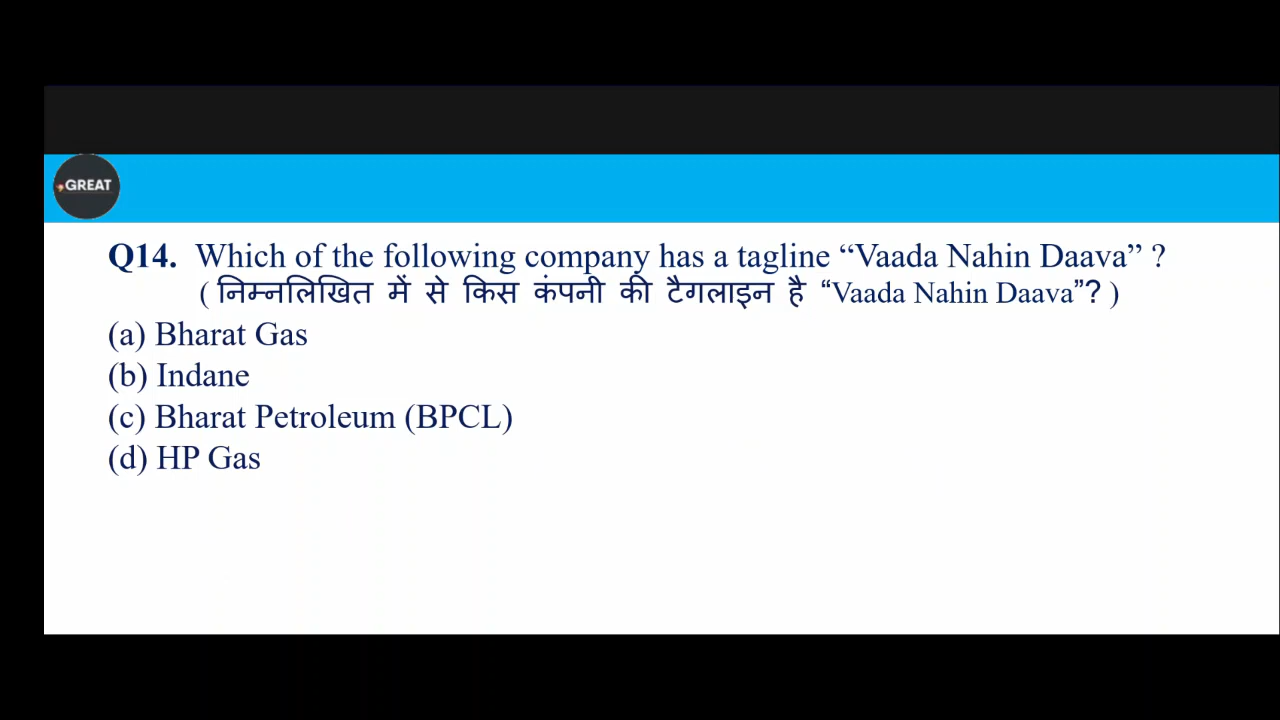 GREAT
Q14. Which of the following company has a tagline “Vaada Nahin Daava” ?
( निम्नलिखित में से किस कंपनी की टैगलाइन है “Vaada Nahin Daava”? )
(a) Bharat Gas
(b) Indane
(c) Bharat Petroleum (BPCL)
(d) HP Gas